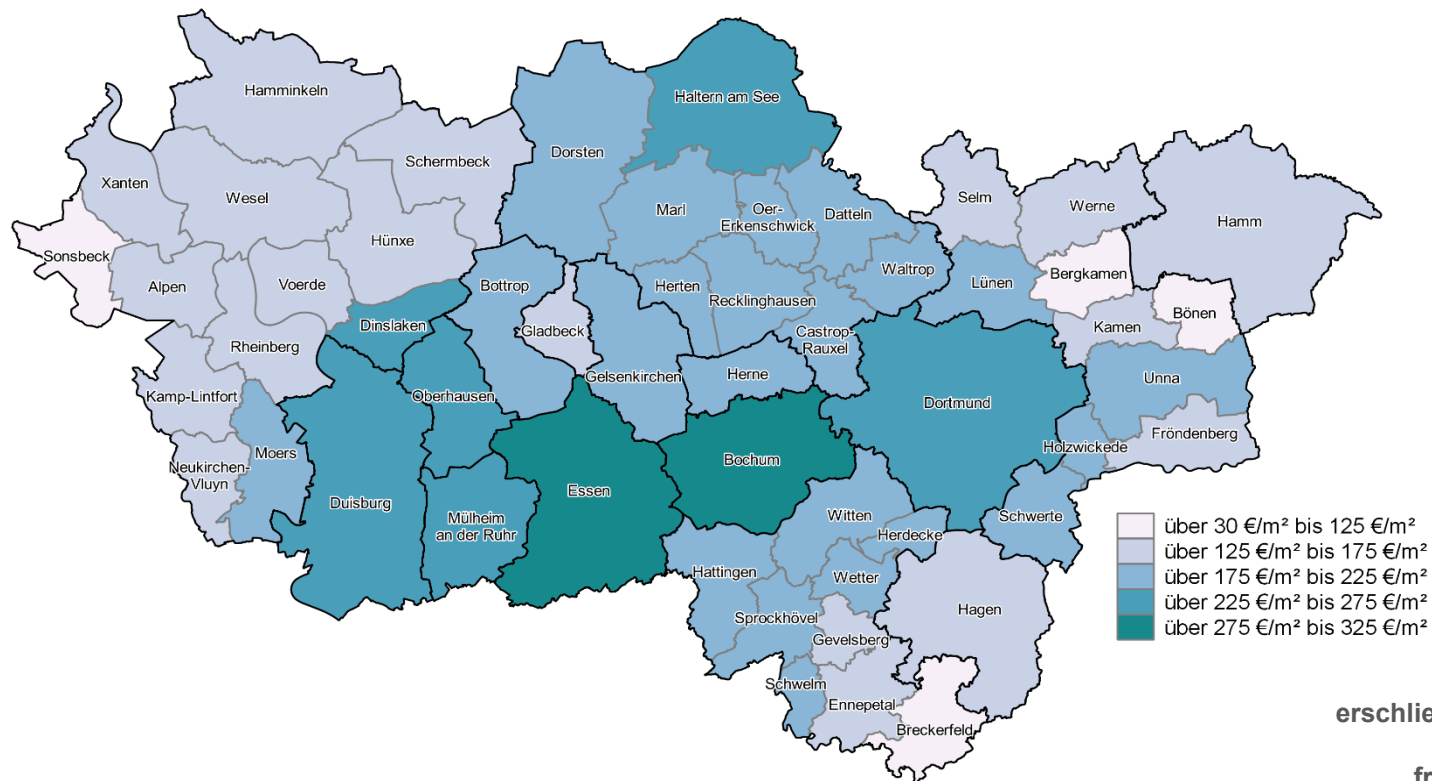 Hamminkeln
Haltern am See
Schermbeck
Dorsten
Xanten
Wesel
Selm
Werne
Marl
Oer-
Erkenschwick
Datteln
Hamm
Hünxe
Sonsbeck
Waltrop
Bergkamen
Alpen
Voerde
Bottrop
Herten
Recklinghausen
Lünen
Bönen
Dinslaken
Gladbeck
Castrop-
Rauxel
Kamen
Rheinberg
Gelsenkirchen
Herne
Unna
Kamp-Lintfort
Oberhausen
Dortmund
Fröndenberg
Moers
Holzwickede
Neukirchen-
Vluyn
Bochum
Essen
Duisburg
Mülheim
an der Ruhr
Witten
Schwerte
Herdecke
Hattingen
Wetter
Hagen
Sprockhövel
Gevelsberg
Schwelm
Ennepetal
Breckerfeld
über 30 €/m² bis 125 €/m²
über 125 €/m² bis 175 €/m²
über 175 €/m² bis 225 €/m²
über 225 €/m² bis 275 €/m²
über 275 €/m² bis 325 €/m²
erschlie
fr